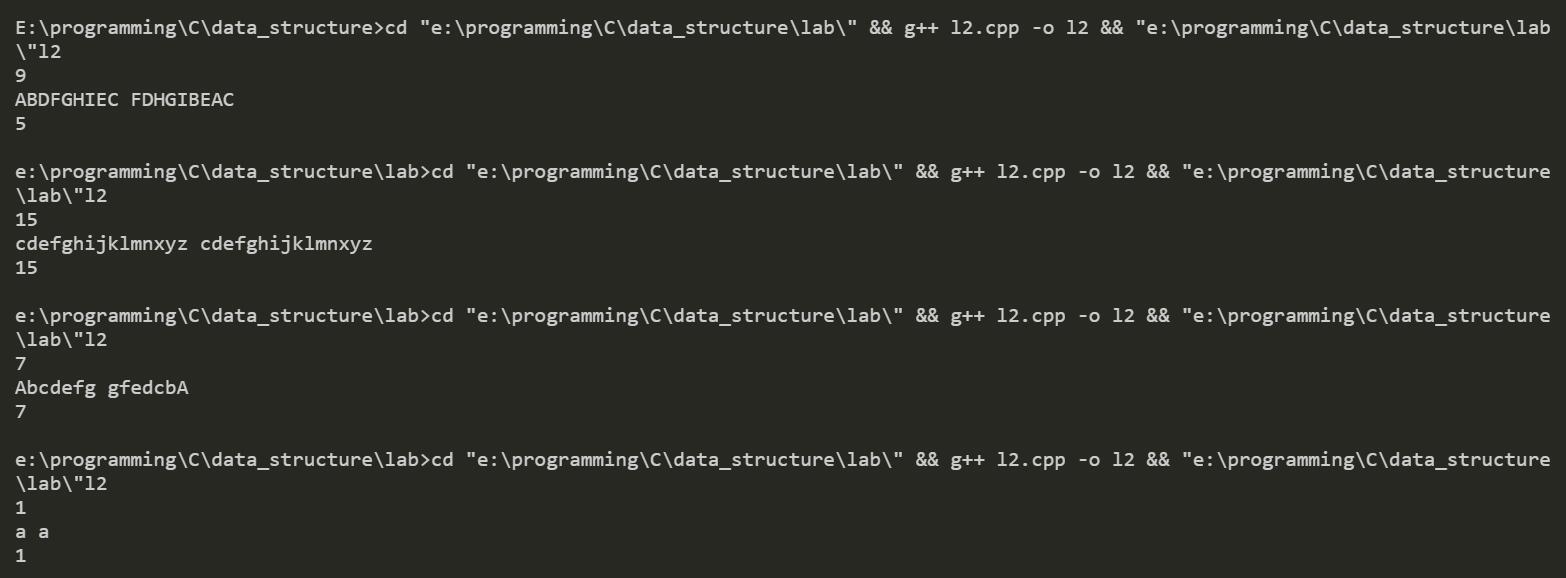 E:\programming\C\data_structure>cd "e:\programming\C\data_structure\lab\" && g++ l2.cpp -o l2 && "e:\programming\C\data_structure\lab
\"l2
9
ABDFGHIEC FDHGIBEAC
5
e:\programming\C\data_structure\lab>cd "e:\programming\C\data_structure\lab\" && g++ l2.cpp -o l2 && "e:\programming\C\data_structure
\lab\"l2
15
cdefghijklmnxyz cdefghijklmnxyz
15
e:\programming\C\data_structure\lab>cd "e:\programming\C\data_structure\lab\" && g++ l2.cpp -o l2 && "e:\programming\C\data_structure
\lab\"l2
7
Abcdefg gfedcbA
7
e:\programming\C\data_structure\lab>cd "e:\programming\C\data_structure\lab\" && g++ l2.cpp -o l2 && "e:\programming\C\data_structure
\lab\"l2
1
a a
1